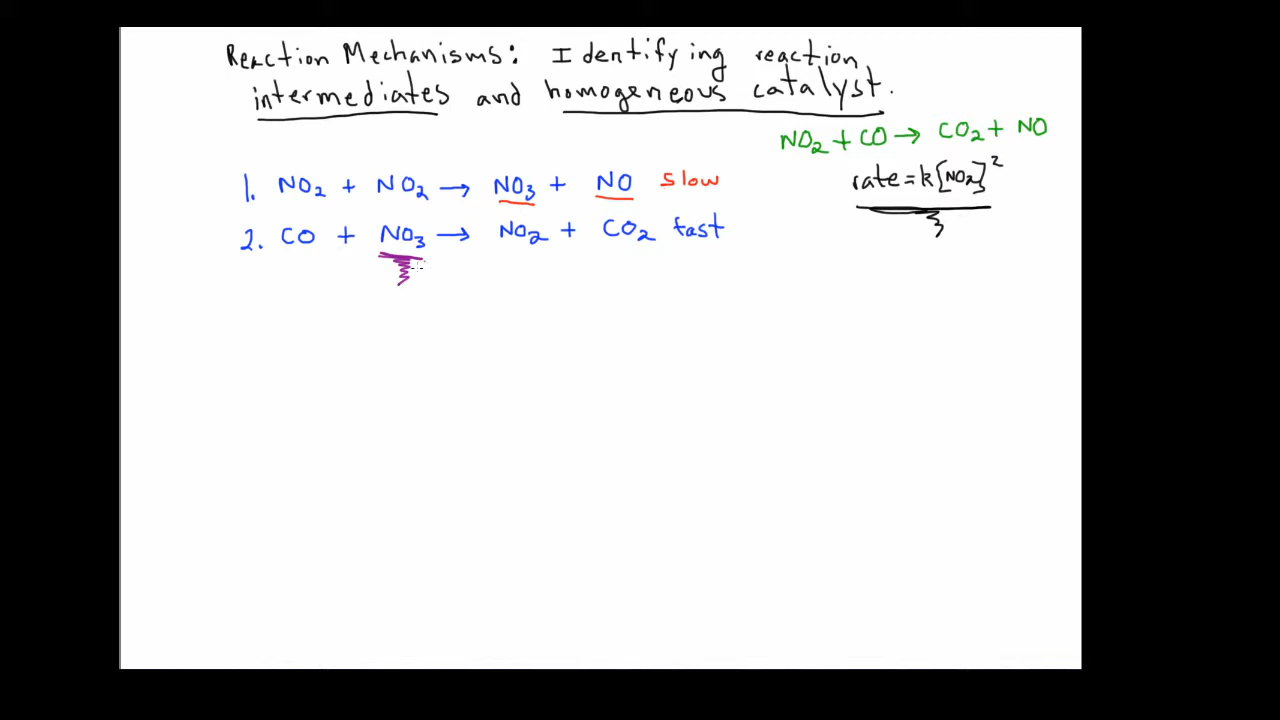 Reaction Mechanisms: Identifying reaction
intermediates and homogeneous catalyst.
NO₂ + CO → CO₂ + NO
rate = k[NO₂]²
1. NO₂ + NO₂ → NO₃ + NO slow
2. CO + NO₃ → NO₂ + CO₂ fast